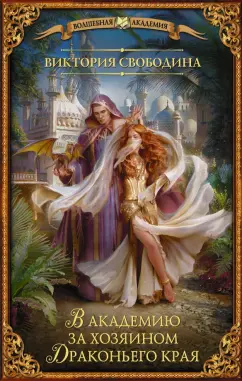 ВОЛШЕБНАЯ АКАДЕМИЯ
ВИКТОРИЯ СВОБОДИНА
В АКАДЕМИЮ
ЗА ХОЗЯИНОМ
ДРАКОНЬЕГО КРАЯ